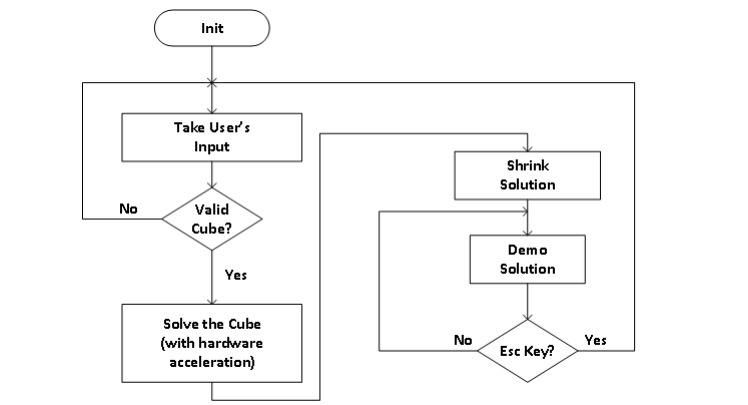 Init
Take User's
Input
Valid
Cube?
No
Yes
Solve the Cube
(with hardware
acceleration)
Shrink
Solution
Demo
Solution
Esc Key?
No
Yes